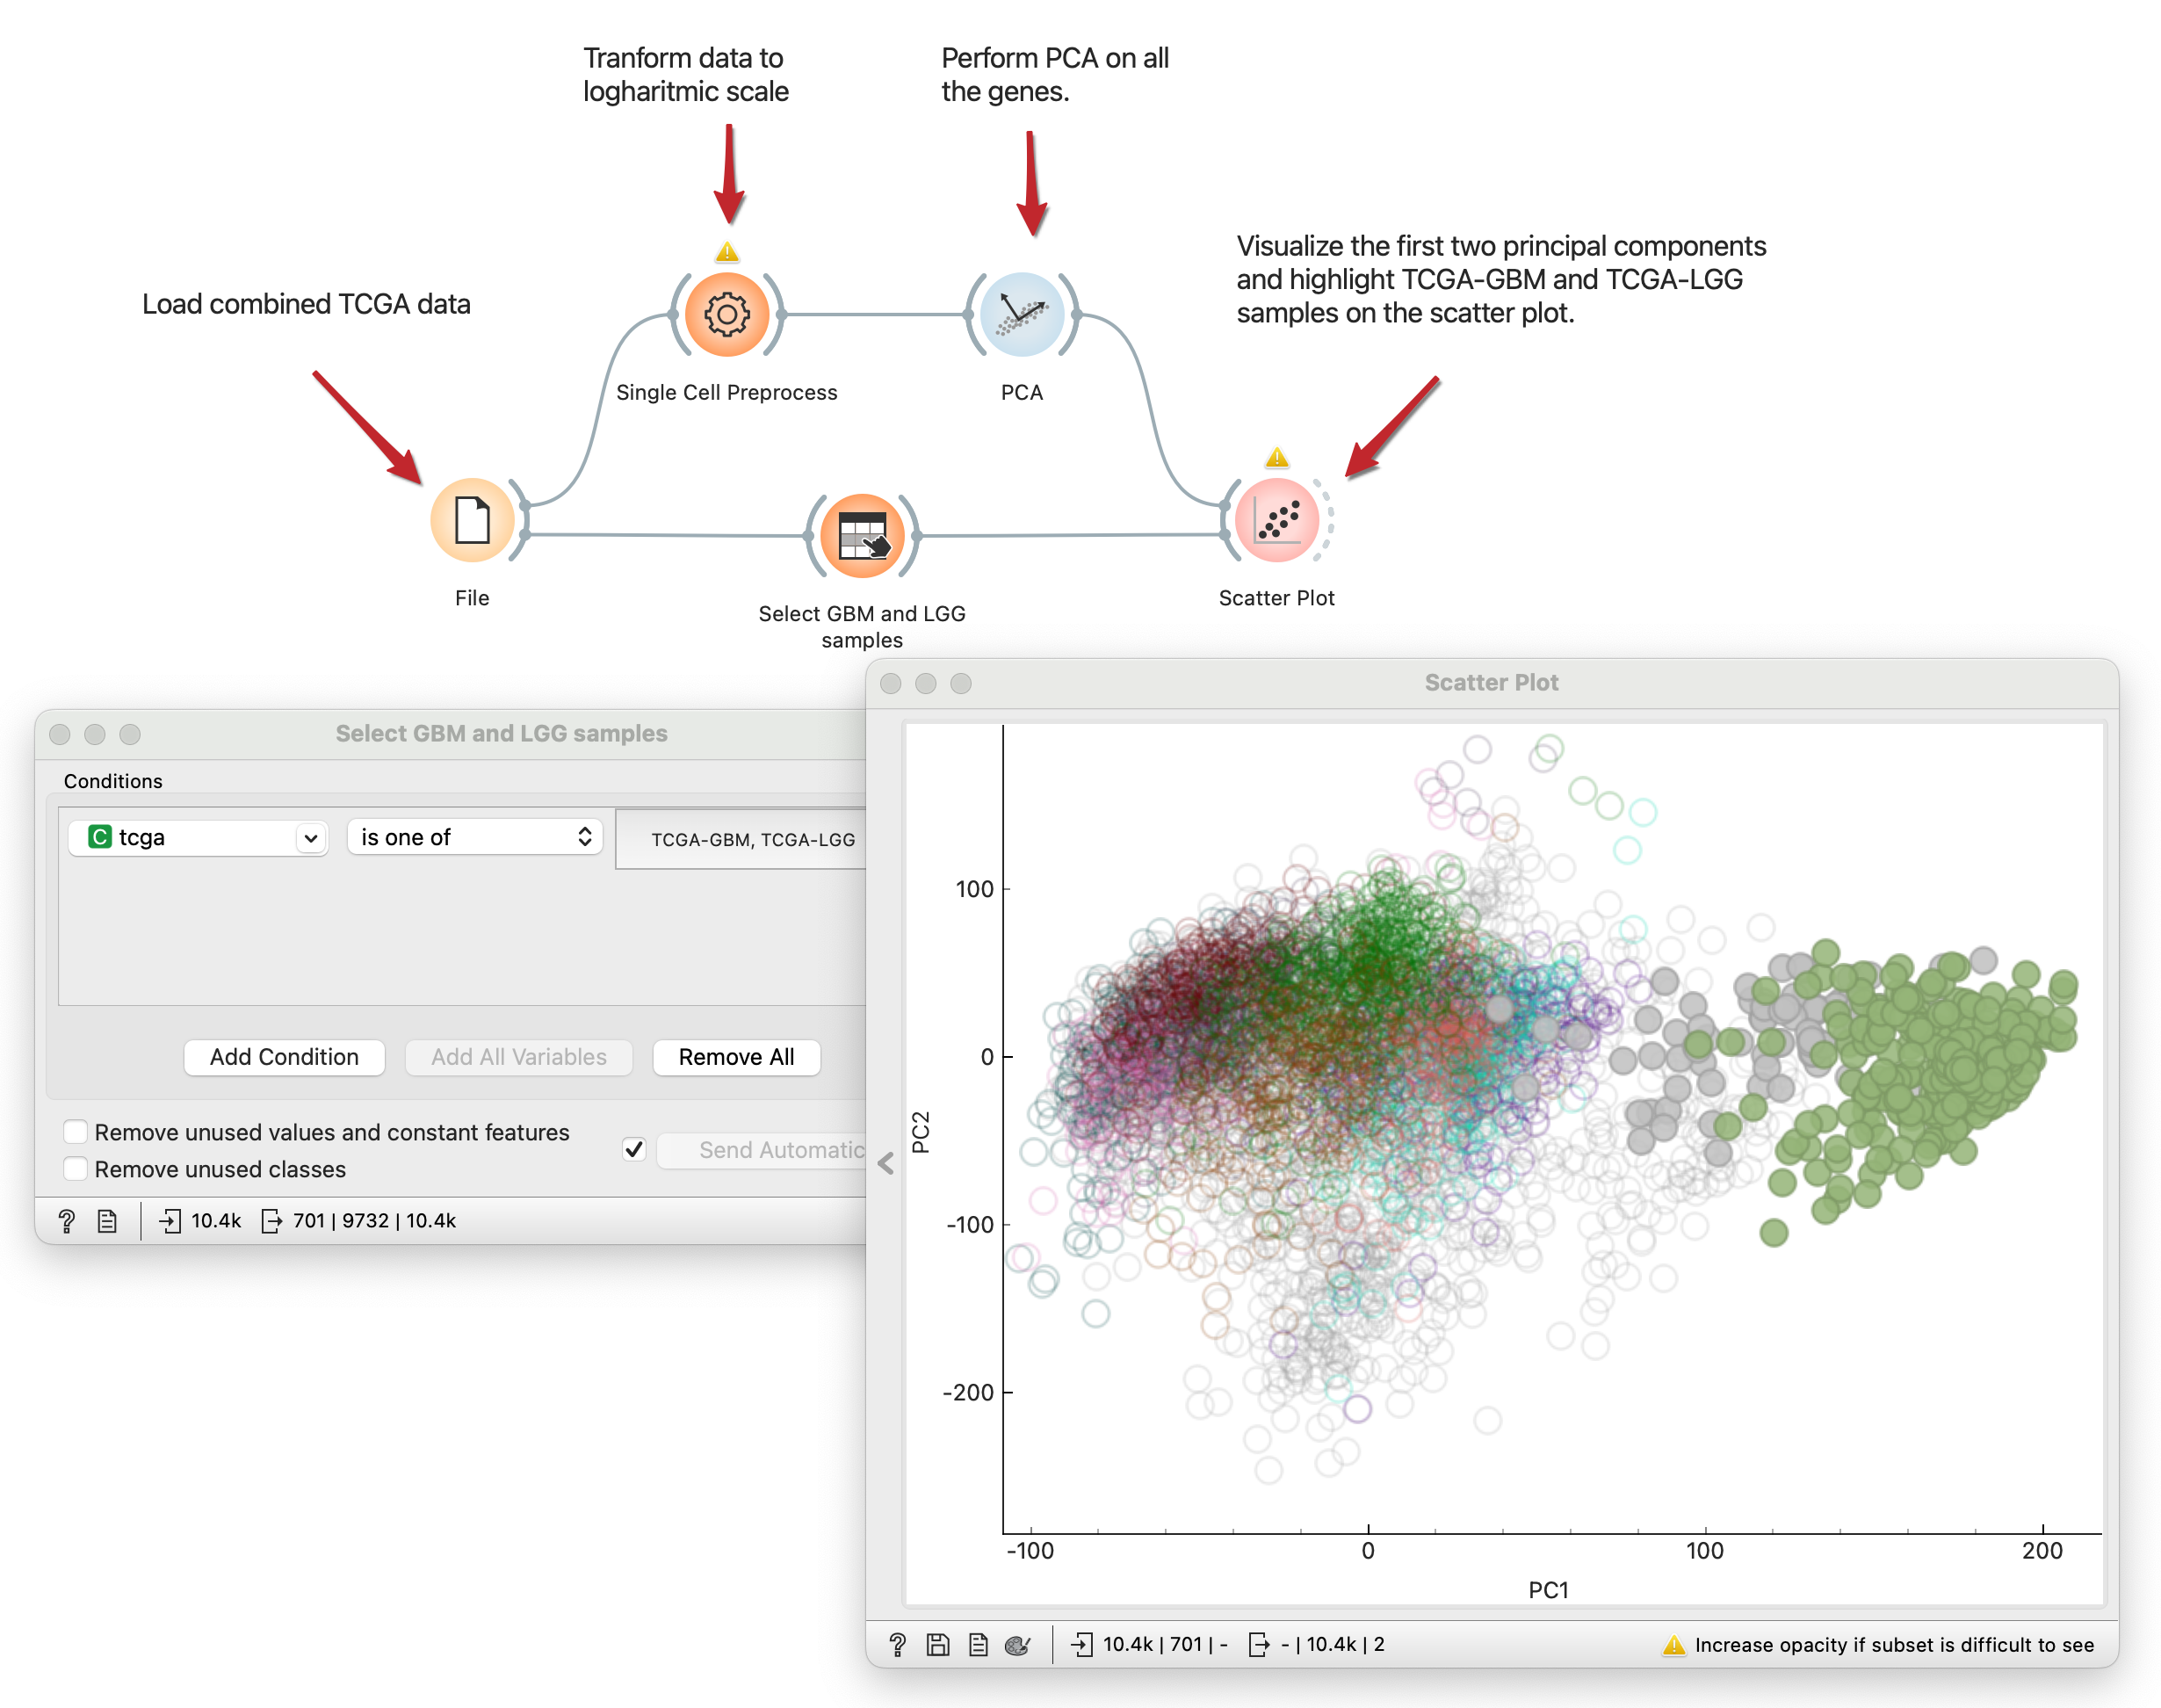 Tranform data to
logharitmic scale
Perform PCA on all
the genes.
Load combined TCGA data
Visualize the first two principal components
and highlight TCGA-GBM and TCGA-LGG
samples on the scatter plot.
Single Cell Preprocess
PCA
File
Select GBM and LGG
samples
Scatter Plot
Select GBM and LGG samples
Conditions
C tcga
is one of
TCGA-GBM, TCGA-LGG
Add Condition
Add All Variables
Remove All
Remove unused values and constant features
Remove unused classes
Send Automatic
? 10.4k 701 | 9732 | 10.4k
Scatter Plot
100
0
-100
-200
PC2
-100 0 100 200
PC1
? 10.4k | 701 | - - | 10.4k | 2
Increase opacity if subset is difficult to see